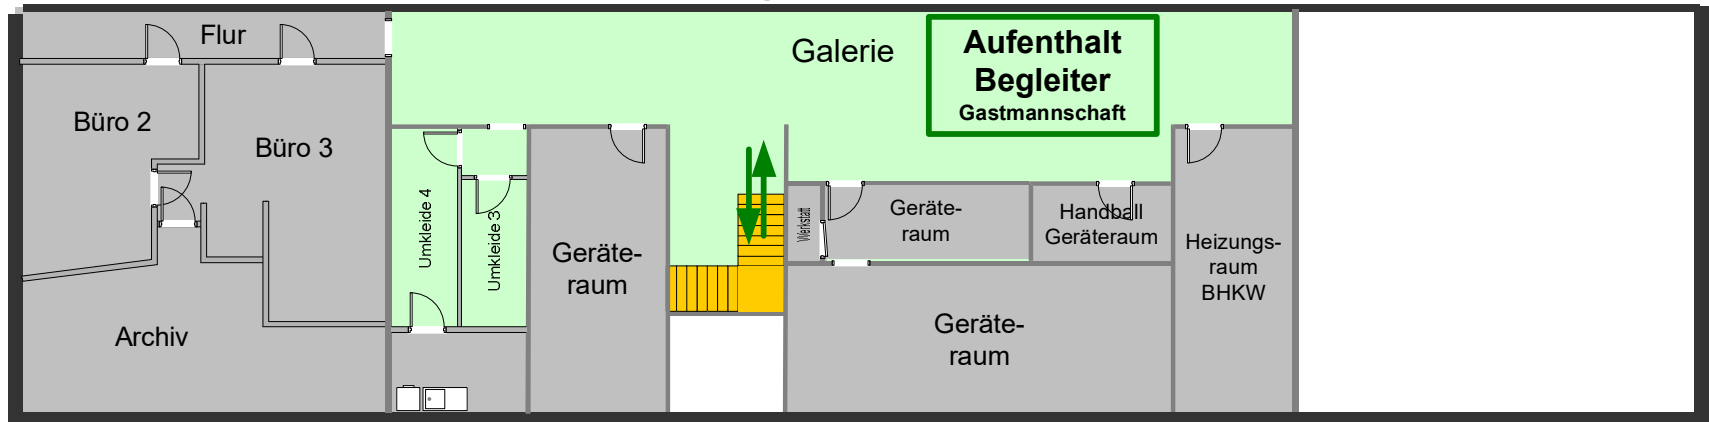 Flur
Galerie
Aufenthalt
Begleiter
Gastmannschaft
Büro 2
Büro 3
Umkleide 4
Umkleide 3
Geräte-
raum
Werkstatt
Geräte-
raum
Handball
Geräteraum
Heizungs-
raum
BHKW
Archiv
Geräte-
raum